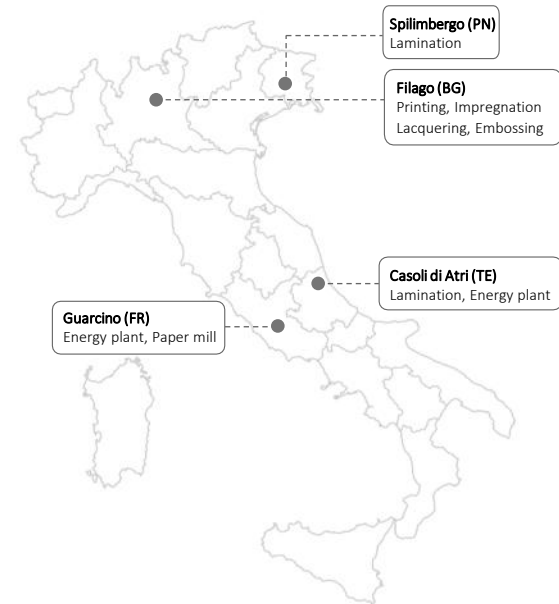 Spilimbergo (PN)
Lamination
Filago (BG)
Printing, Impregnation
Lacquering, Embossing
Casoli di Atri (TE)
Lamination, Energy plant
Guarcino (FR)
Energy plant, Paper mill